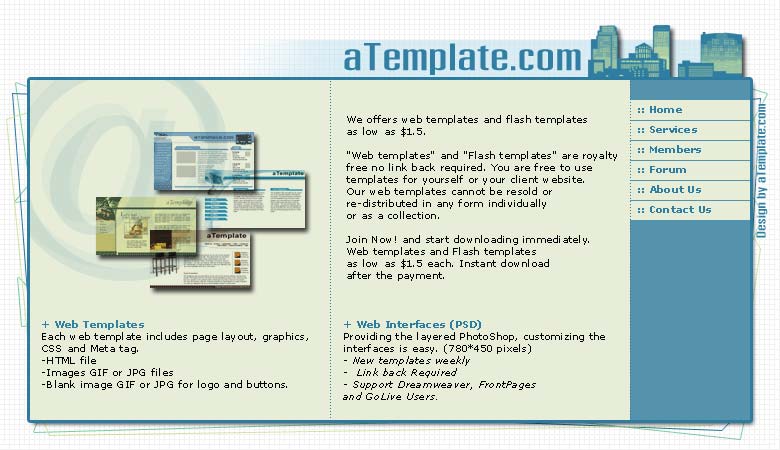 aTemplate.com
We offers web templates and flash templates
as low as $1.5.
"Web templates" and "Flash templates" are royalty
free no link back required. You are free to use
templates for yourself or your client website.
Our web templates cannot be resold or
re-distributed in any form individually
or as a collection.
Join Now! and start downloading immediately.
Web templates and Flash templates
as low as $1.5 each. Instant download
after the payment.
:: Home
:: Services
:: Members
:: Forum
:: About Us
:: Contact Us
Design by aTemplate.com
@
aTemplate
aTemplate
aTemplate
+ Web Templates
Each web template includes page layout, graphics,
CSS and Meta tag.
-HTML file
-Images GIF or JPG files
-Blank image GIF or JPG for logo and buttons.
+ Web Interfaces (PSD)
Providing the layered PhotoShop, customizing the
interfaces is easy. (780*450 pixels)
- New templates weekly
- Link back Required
- Support Dreamweaver, FrontPages
and GoLive Users.